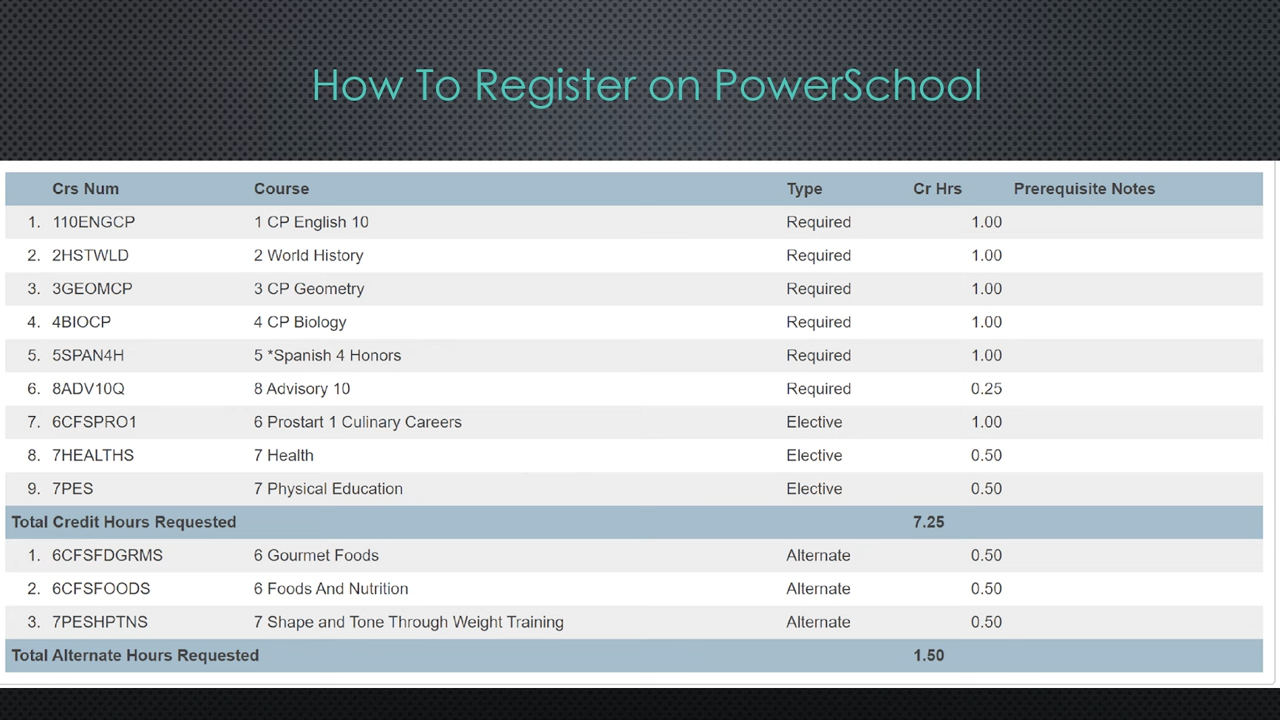 How To Register on PowerSchool
Crs Num Course Type Cr Hrs Prerequisite Notes
1. 110ENGCP 1 CP English 10 Required 1.00
2. 2HSTWLD 2 World History Required 1.00
3. 3GEOMCP 3 CP Geometry Required 1.00
4. 4BIOCP 4 CP Biology Required 1.00
5. 5SPAN4H 5 *Spanish 4 Honors Required 1.00
6. 8ADV10Q 8 Advisory 10 Required 0.25
7. 6CFSPRO1 6 Prostart 1 Culinary Careers Elective 1.00
8. 7HEALTHS 7 Health Elective 0.50
9. 7PES 7 Physical Education Elective 0.50
Total Credit Hours Requested 7.25
1. 6CFSFDGRMS 6 Gourmet Foods Alternate 0.50
2. 6CFSFOODS 6 Foods And Nutrition Alternate 0.50
3. 7PESHPTNS 7 Shape and Tone Through Weight Training Alternate 0.50
Total Alternate Hours Requested 1.50